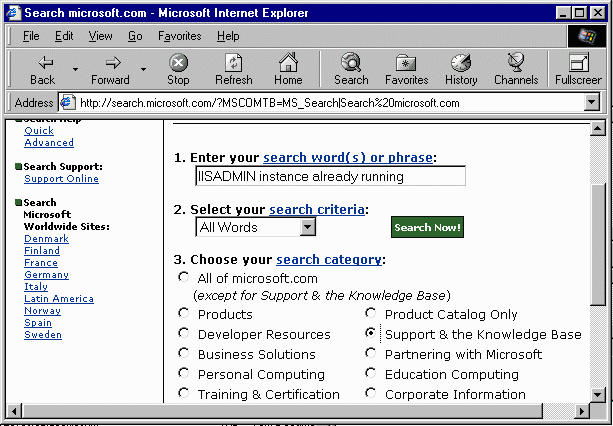 Search microsoft.com - Microsoft Internet Explorer
File Edit View Go Favorites Help
Back Forward Stop Refresh Home Search Favorites History Channels Fullscreen
Address http://search.microsoft.com/?MSCOMTB=MS_Search|Search%20microsoft.com
Search Help
Quick
Advanced
Search Support:
Support Online
Search
Microsoft
Worldwide Sites:
Denmark
Finland
France
Germany
Italy
Latin America
Norway
Spain
Sweden
1. Enter your search word(s) or phrase:
IISADMIN instance already running
2. Select your search criteria:
All Words Search Now!
3. Choose your search category:
All of microsoft.com
(except for Support & the Knowledge Base)
Products Product Catalog Only
Developer Resources Support & the Knowledge Base
Business Solutions Partnering with Microsoft
Personal Computing Education Computing
Training & Certification Corporate Information